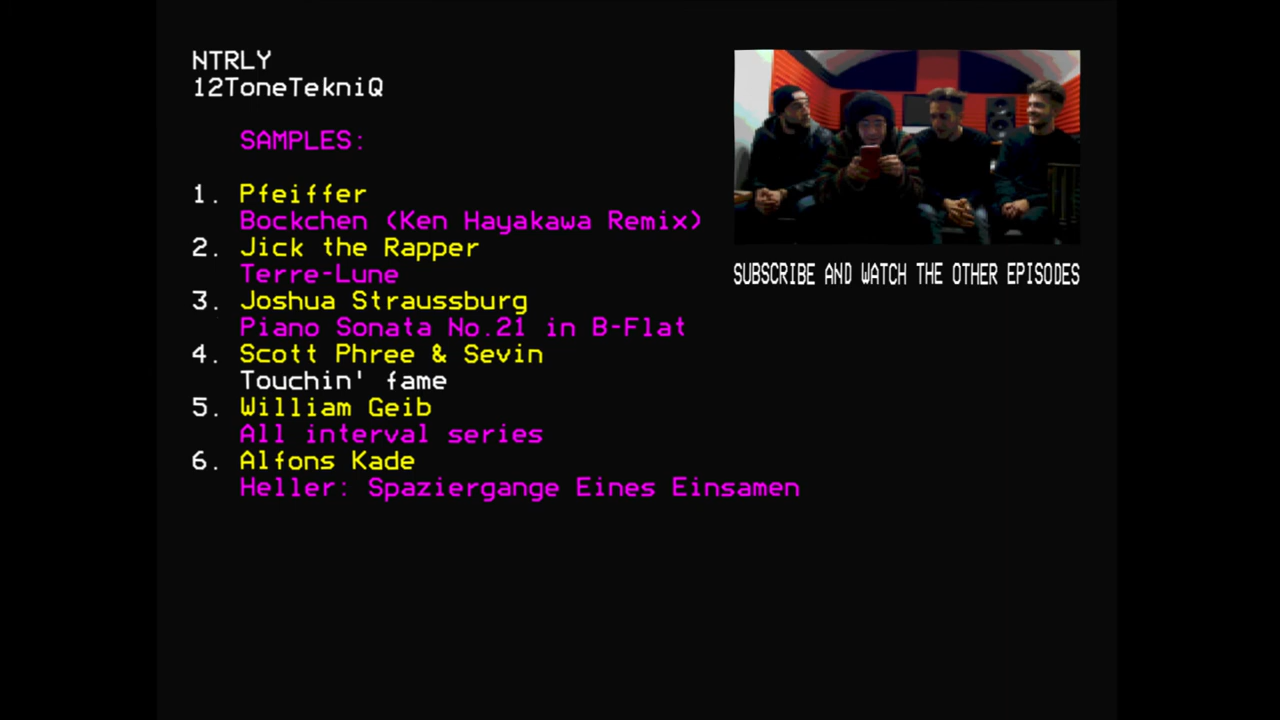 NTRLY
12ToneTekniQ
SAMPLES:
1. Pfeiffer
Bockchen (Ken Hayakawa Remix)
2. Jick the Rapper
Terre-Lune
3. Joshua Straussburg
Piano Sonata No.21 in B-Flat
4. Scott Phree & Sevin
Touchin' fame
5. William Geib
All interval series
6. Alfons Kade
Heller: Spaziergange Eines Einsamen
SUBSCRIBE AND WATCH THE OTHER EPISODES